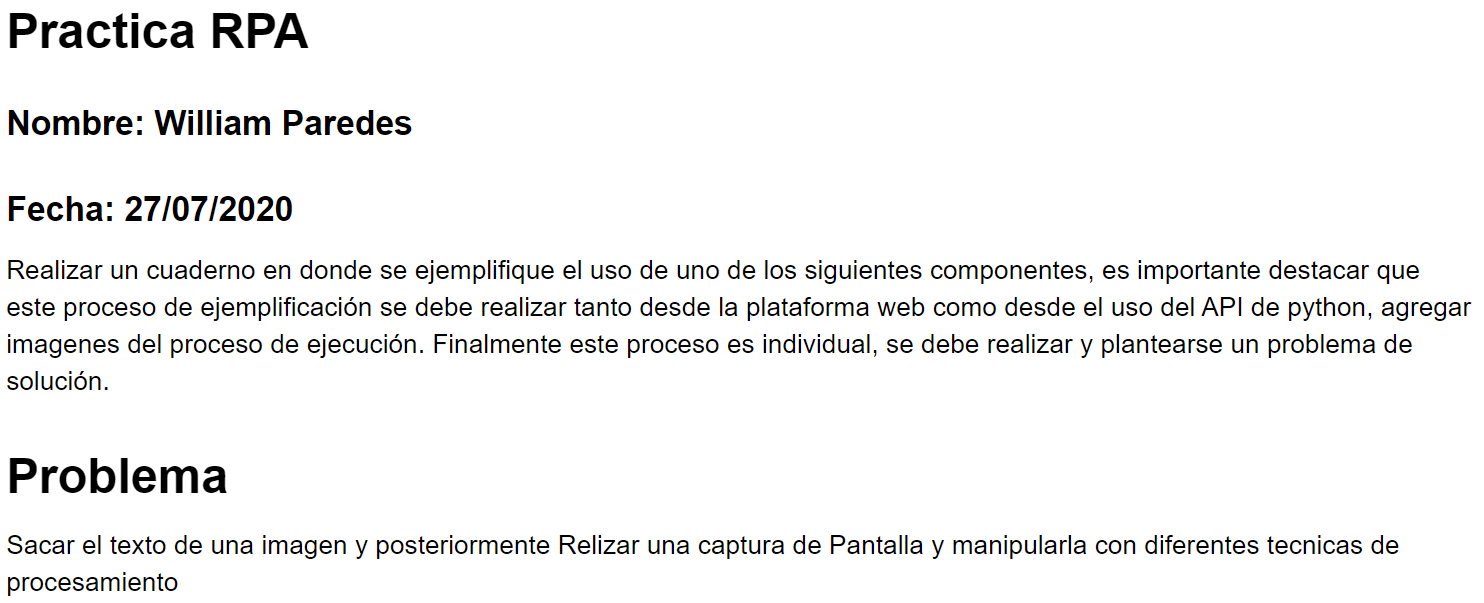 Practica RPA
Nombre: William Paredes
Fecha: 27/07/2020
Realizar un cuaderno en donde se ejemplifique el uso de uno de los siguientes componentes, es importante destacar que
este proceso de ejemplificación se debe realizar tanto desde la plataforma web como desde el uso del API de python, agregar
imagenes del proceso de ejecución. Finalmente este proceso es individual, se debe realizar y plantearse un problema de
solución.
Problema
Sacar el texto de una imagen y posteriormente Relizar una captura de Pantalla y manipularla con diferentes tecnicas de
procesamiento